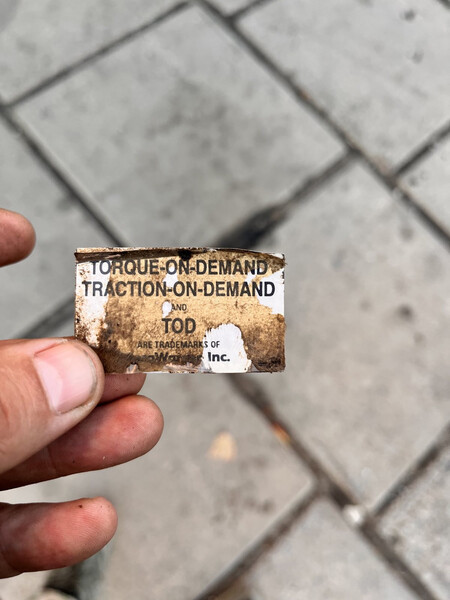 TORQUE-ON-DEMAND
TRACTION-ON-DEMAND
AND
TOD
ARE TRADEMARKS OF
Inc.